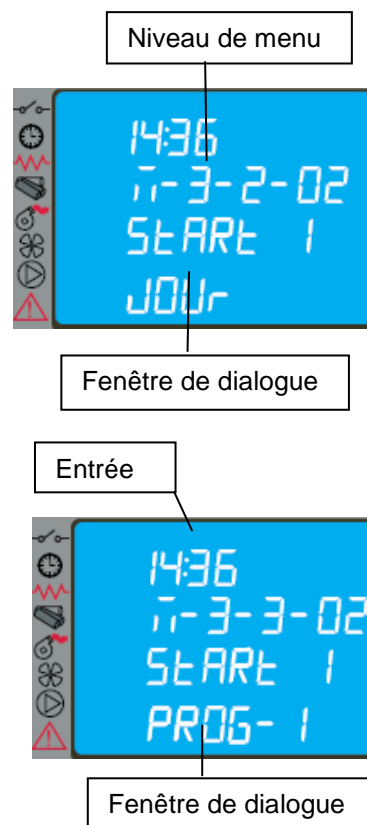 Niveau de menu
14:36
m-3-2-02
StARt 1
JOUr
Fenêtre de dialogue
Entrée
14:36
m-3-3-02
StARt 1
PROG-1
Fenêtre de dialogue